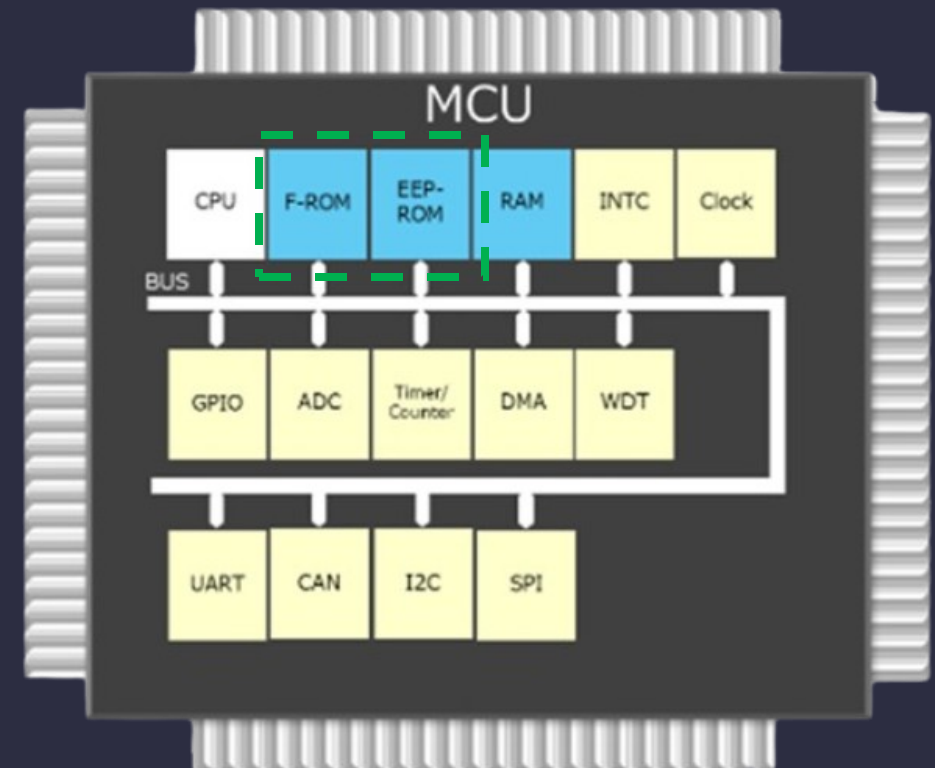 MCU
CPU
F-ROM
EEP-
ROM
RAM
INTC
Clock
BUS
GPIO
ADC
Timer/
Counter
DMA
WDT
UART
CAN
I2C
SPI